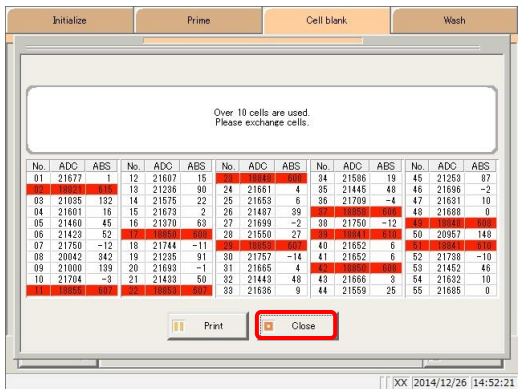 Initialize Prime Cell blank Wash
Over 10 cells are used.
Please exchange cells.
No. ADC ABS No. ADC ABS No. ADC ABS No. ADC ABS No. ADC ABS
01 21677 1 12 21607 15 23 18848 608 34 21586 19 45 21253 87
02 18821 615 13 21236 90 24 21661 4 35 21445 48 46 21696 -2
03 21035 132 14 21575 22 25 21653 6 36 21709 -4 47 21631 10
04 21601 16 15 21673 2 26 21487 39 37 18858 606 48 21688 0
05 21460 45 16 21370 63 27 21699 -2 38 21750 -12 49 18848 608
06 21423 52 17 18850 608 28 21550 27 39 18841 610 50 20957 148
07 21750 -12 18 21744 -11 29 18853 607 40 21652 6 51 18841 610
08 20042 342 19 21235 91 30 21757 -14 41 21652 6 52 21738 -10
09 21000 139 20 21693 -1 31 21665 4 42 18850 608 53 21452 46
10 21704 -3 21 21433 50 32 21443 48 43 21666 3 54 21632 10
11 18855 607 22 18853 607 33 21636 9 44 21559 25 55 21685 0
Print Close
XX 2014/12/26 14:52:21